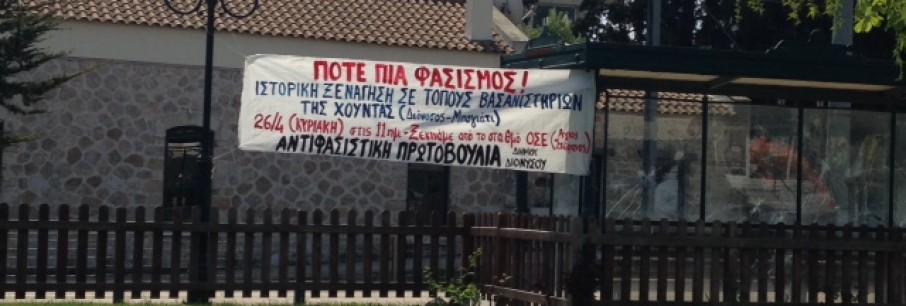 ΠΟΤΕ ΠΙΑ ΦΑΣΙΣΜΟΣ!
ΙΣΤΟΡΙΚΗ ΞΕΝΑΓΗΣΗ ΣΕ ΤΟΠΟΥΣ ΒΑΣΑΝΙΣΤΗΡΙΩΝ
ΤΗΣ ΧΟΥΝΤΑΣ (Διόνυσος-Μπογιάτι)
26/4 (ΚΥΡΙΑΚΗ) στις 11πμ-Ξεκινάμε από το σταθμό ΟΣΕ (Άγιος Στέφανος)
ΑΝΤΙΦΑΣΙΣΤΙΚΗ ΠΡΩΤΟΒΟΥΛΙΑ ΔΗΜΟΥ ΔΙΟΝΥΣΟΥ